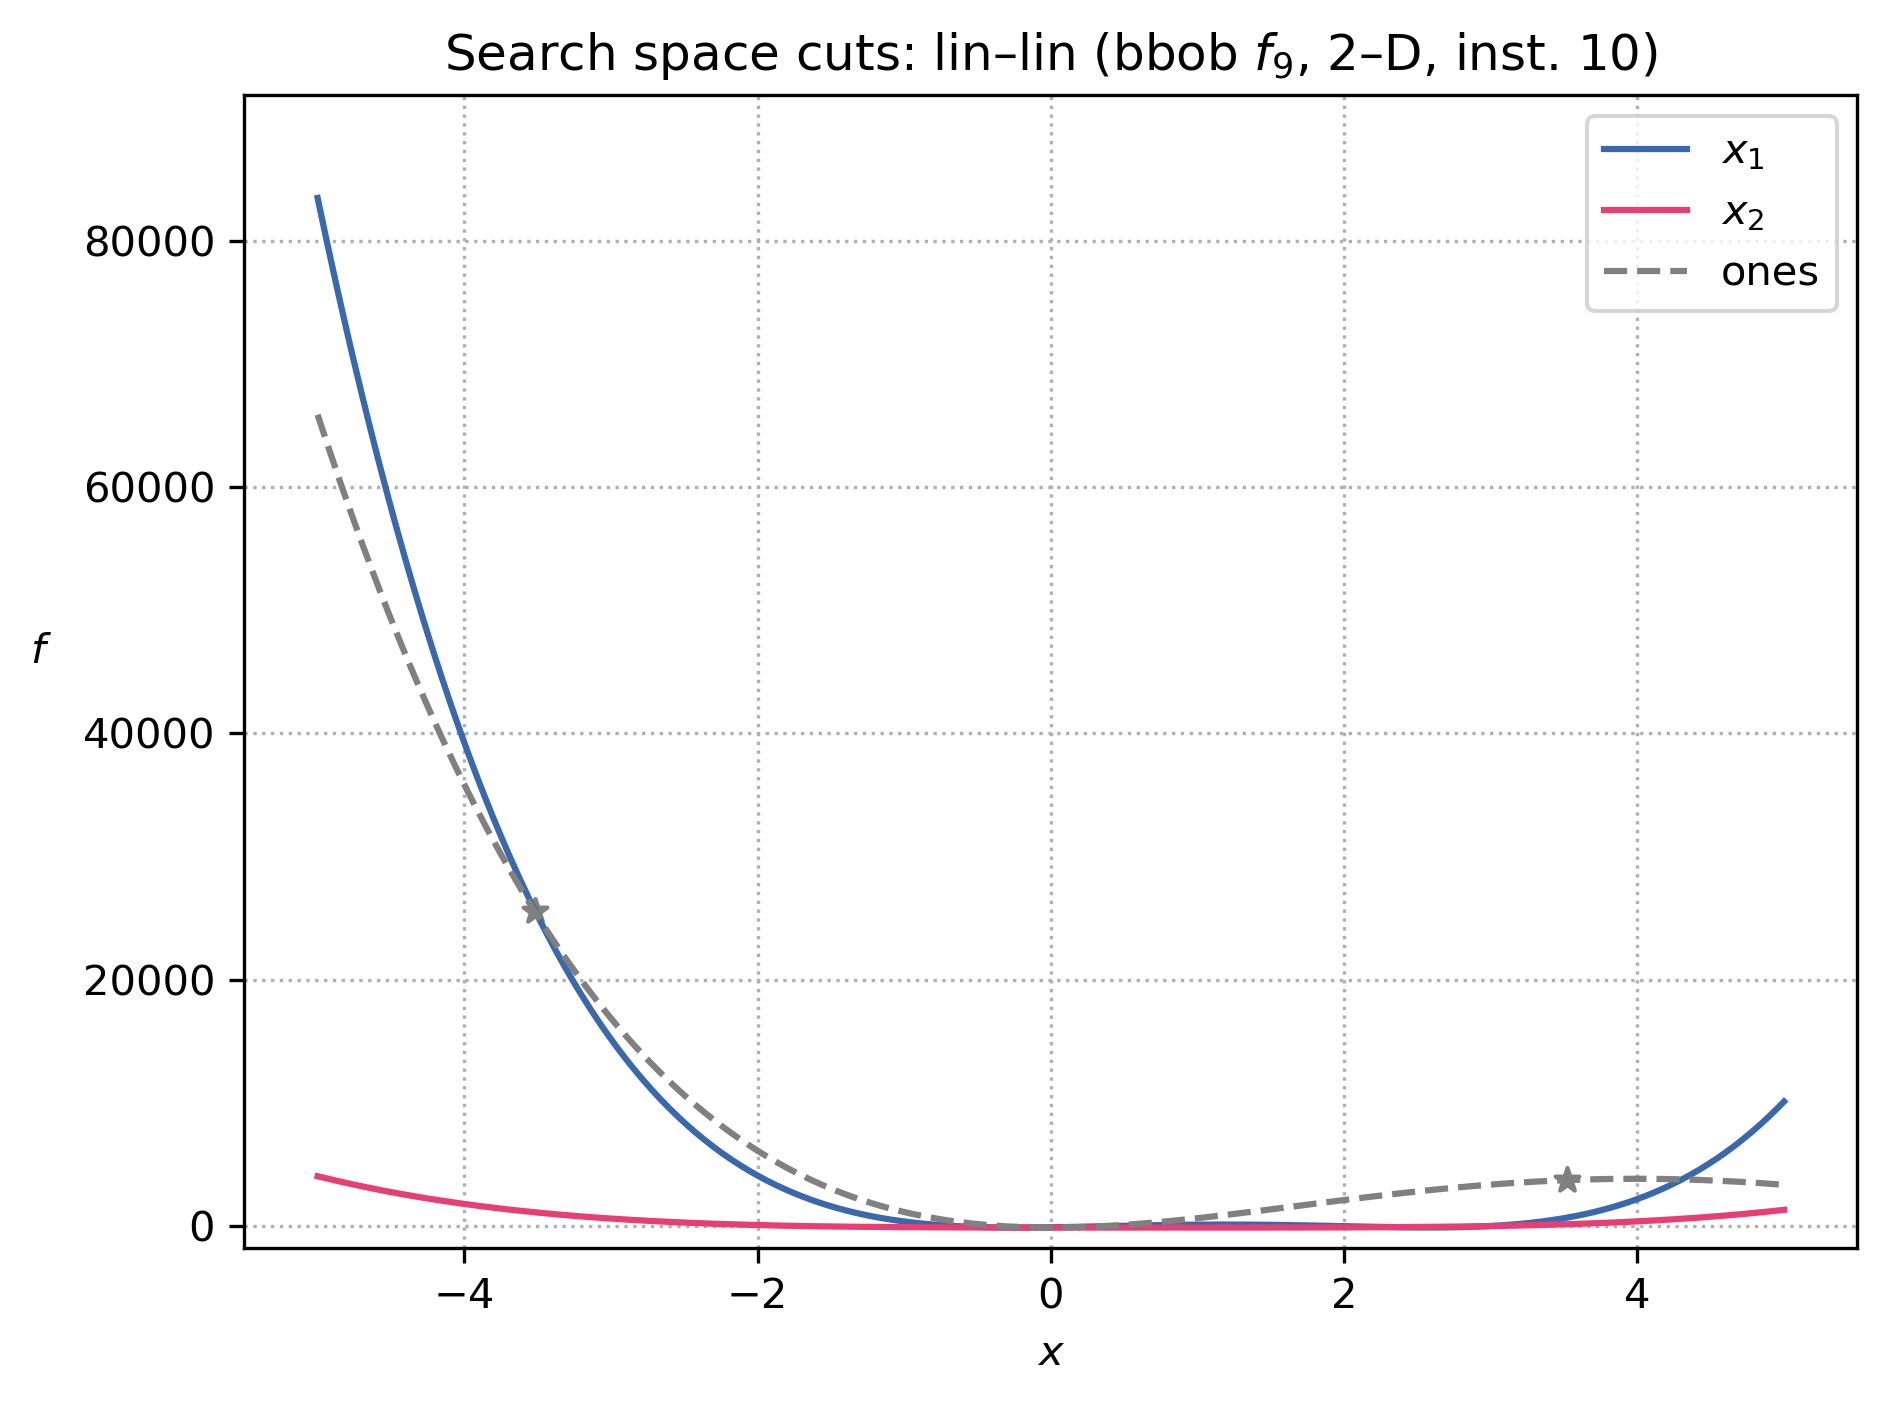 Search space cuts: lin–lin (bbob f₉, 2–D, inst. 10)
x₁
x₂
ones
80000
60000
40000
20000
0
f
−4 −2 0 2 4
x